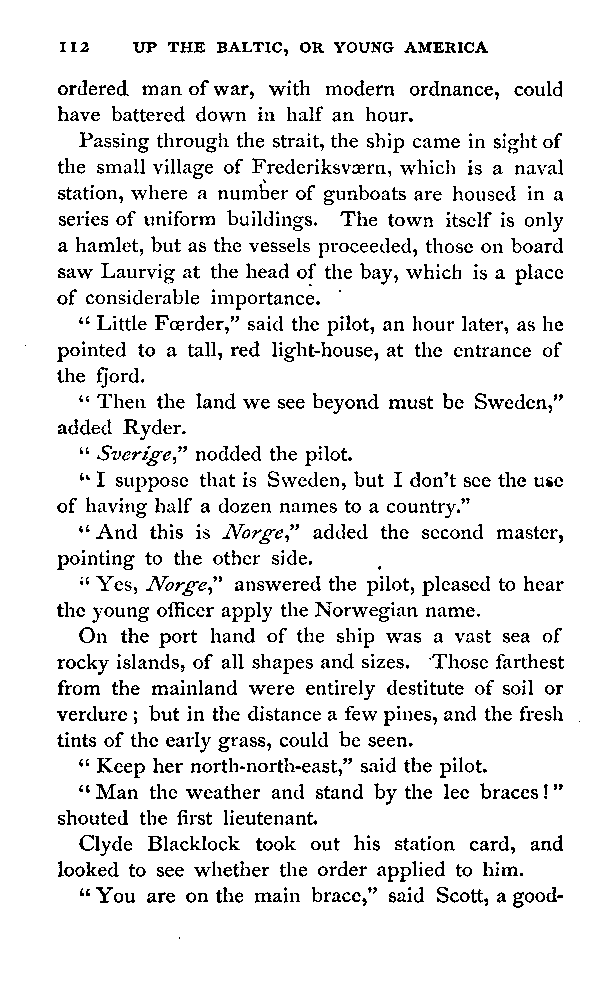 112 UP THE BALTIC, OR YOUNG AMERICA
ordered man of war, with modern ordnance, could
have battered down in half an hour.
Passing through the strait, the ship came in sight of
the small village of Frederiksværn, which is a naval
station, where a number of gunboats are housed in a
series of uniform buildings. The town itself is only
a hamlet, but as the vessels proceeded, those on board
saw Laurvig at the head of the bay, which is a place
of considerable importance.
“ Little Fœrder,” said the pilot, an hour later, as he
pointed to a tall, red light-house, at the entrance of
the fjord.
“ Then the land we see beyond must be Sweden,”
added Ryder.
“ Sverige,” nodded the pilot.
“ I suppose that is Sweden, but I don’t see the use
of having half a dozen names to a country.”
“ And this is Norge,” added the second master,
pointing to the other side.
“ Yes, Norge,” answered the pilot, pleased to hear
the young officer apply the Norwegian name.
On the port hand of the ship was a vast sea of
rocky islands, of all shapes and sizes. Those farthest
from the mainland were entirely destitute of soil or
verdure ; but in the distance a few pines, and the fresh
tints of the early grass, could be seen.
“ Keep her north-north-east,” said the pilot.
“ Man the weather and stand by the lee braces ! ”
shouted the first lieutenant.
Clyde Blacklock took out his station card, and
looked to see whether the order applied to him.
“ You are on the main brace,” said Scott, a good-